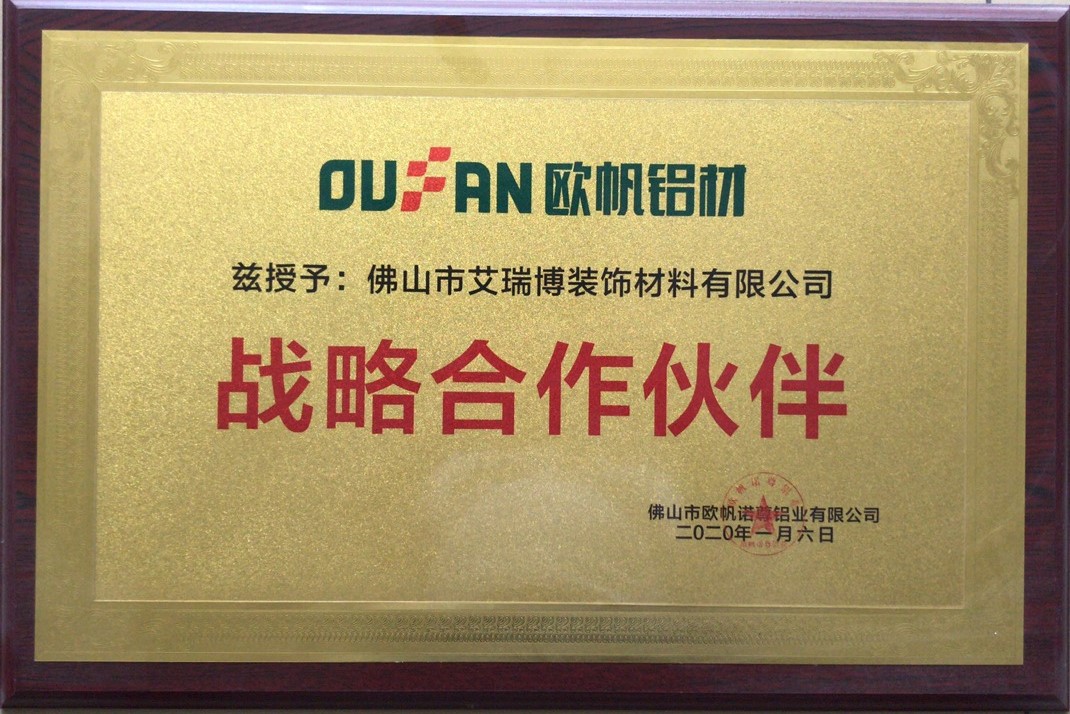 OUFAN 欧帆铝材
兹授予：佛山市艾瑞博装饰材料有限公司
战略合作伙伴
佛山市欧帆诺尊铝业有限公司
二〇二〇年一月六日